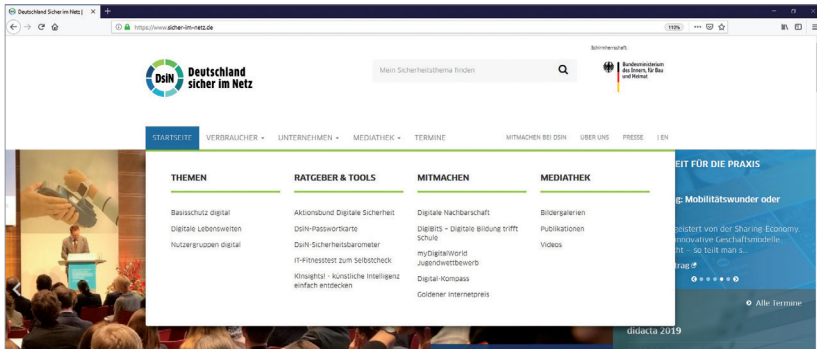 Deutschland Sicher im Netz |
https://www.sicher-im-netz.de
110%
Schirmherrschaft:
DsiN Deutschland
sicher im Netz
Mein Sicherheitsthema finden
Bundesministerium
des Innern, für Bau
und Heimat
STARTSEITE VERBRAUCHER UNTERNEHMEN MEDIATHEK TERMINE MITMACHEN BEI DSIN ÜBER UNS PRESSE | EN
THEMEN
Basisschutz digital
Digitale Lebenswelten
Nutzergruppen digital
RATGEBER & TOOLS
Aktionsbund Digitale Sicherheit
DsiN-Passwortkarte
DsiN-Sicherheitsbarometer
IT-Fitnesstest zum Selbstcheck
KInsights! - künstliche Intelligenz
einfach entdecken
MITMACHEN
Digitale Nachbarschaft
DigiBitS – Digitale Bildung trifft
Schule
myDigitalWorld
Jugendwettbewerb
Digital-Kompass
Goldener Internetpreis
MEDIATHEK
Bildergalerien
Publikationen
Videos
EIT FÜR DIE PRAXIS
g: Mobilitätswunder oder
geistert von der Sharing-Economy.
innovative Geschäftsmodelle
ht – so teilt man s...
trag
Alle Termine
didacta 2019